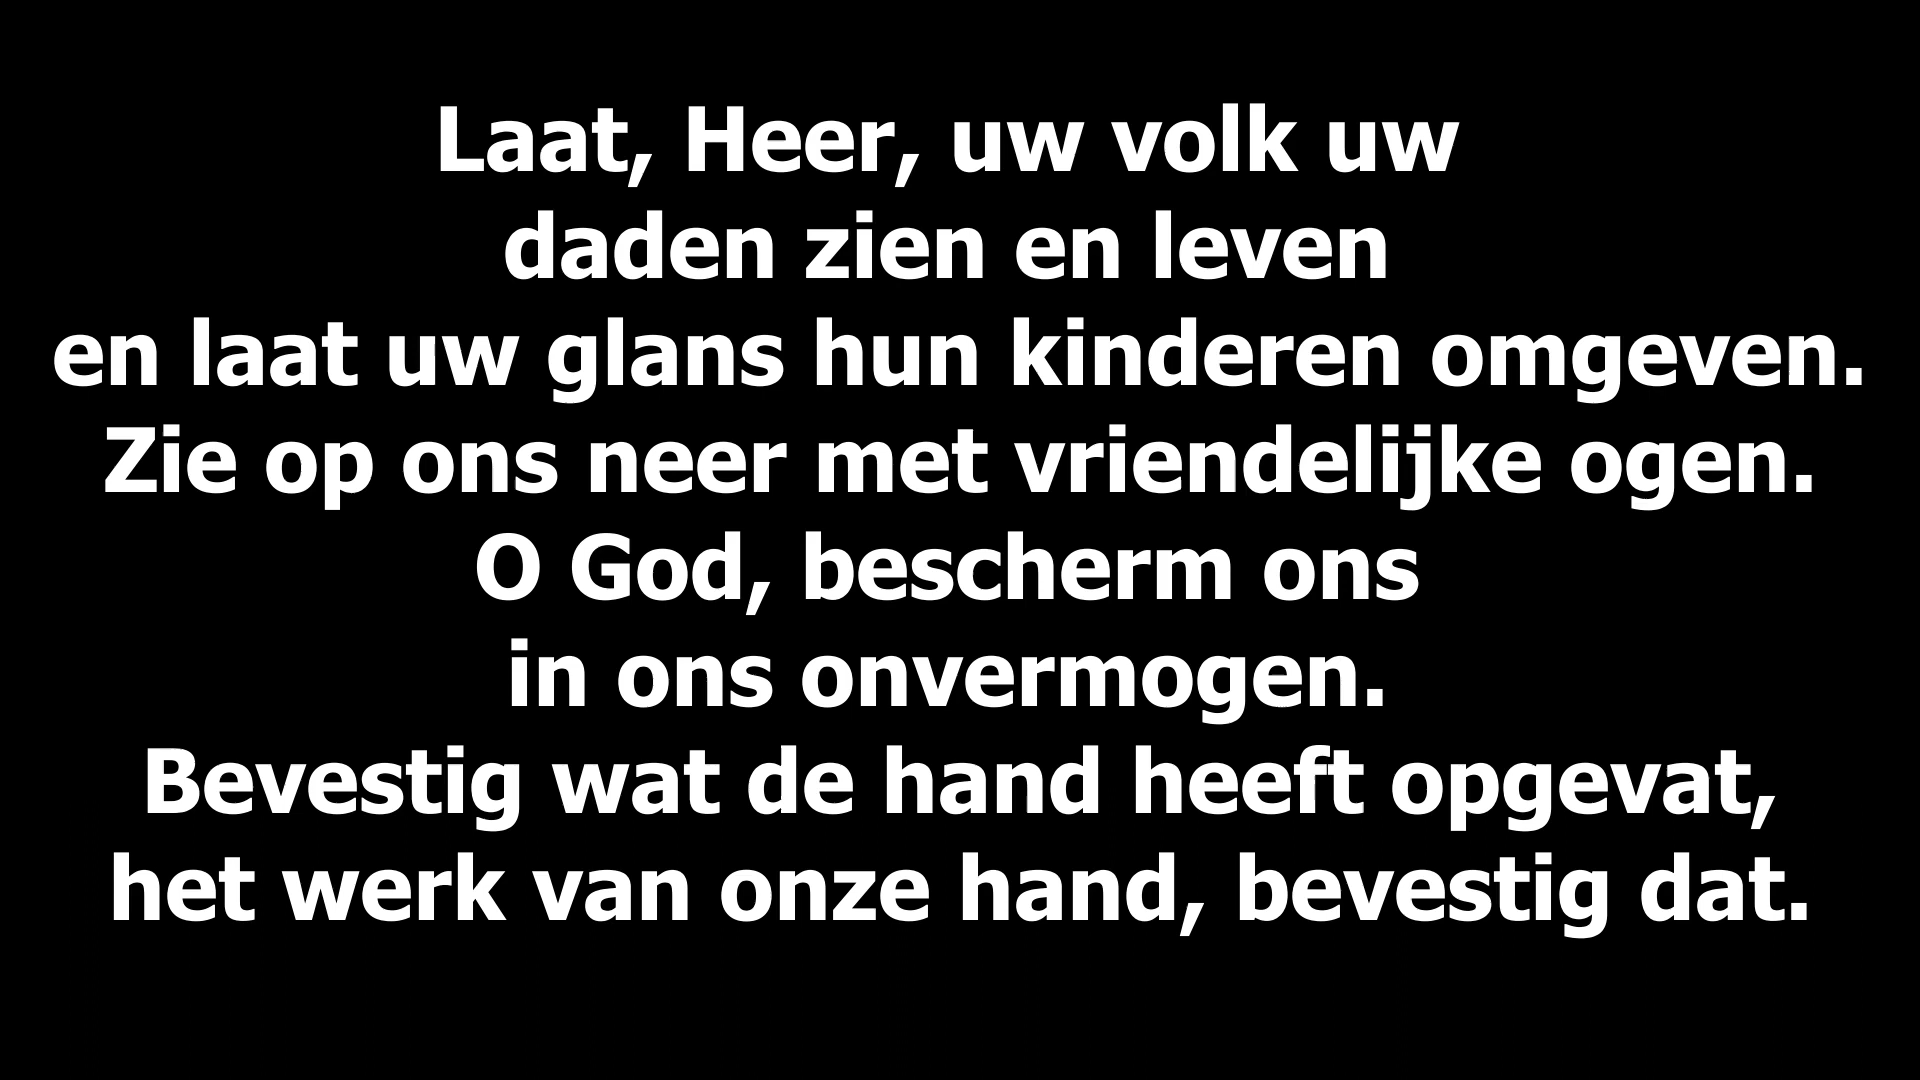 Laat, Heer, uw volk uw
daden zien en leven
en laat uw glans hun kinderen omgeven.
Zie op ons neer met vriendelijke ogen.
O God, bescherm ons
in ons onvermogen.
Bevestig wat de hand heeft opgevat,
het werk van onze hand, bevestig dat.